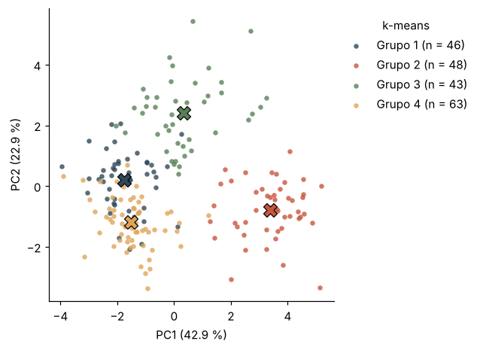 k-means
Grupo 1 (n = 46)
Grupo 2 (n = 48)
Grupo 3 (n = 43)
Grupo 4 (n = 63)
PC2 (22.9 %)
4
2
0
−2
−4
−2
0
2
4
PC1 (42.9 %)